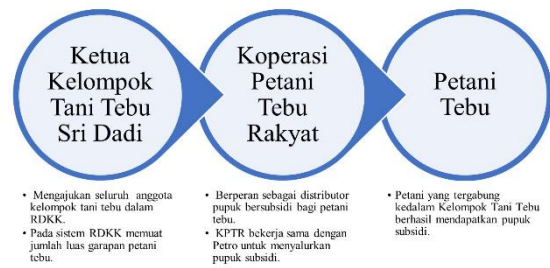 Ketua
Kelompok
Tani Tebu
Sri Dadi
• Mengajukan seluruh anggota
kelompok tani tebu dalam
RDKK.
• Pada sistem RDKK memuat
jumlah luas garapan petani
tebu.
Koperasi
Petani
Tebu
Rakyat
• Berperan sebagai distributor
pupuk bersubsidi bagi petani
tebu.
• KPTR bekerja sama dengan
Petro untuk menyalurkan
pupuk subsidi.
Petani
Tebu
• Petani yang tergabung
kedalam Kelompok Tani Tebu
berhasil mendapatkan pupuk
subsidi.